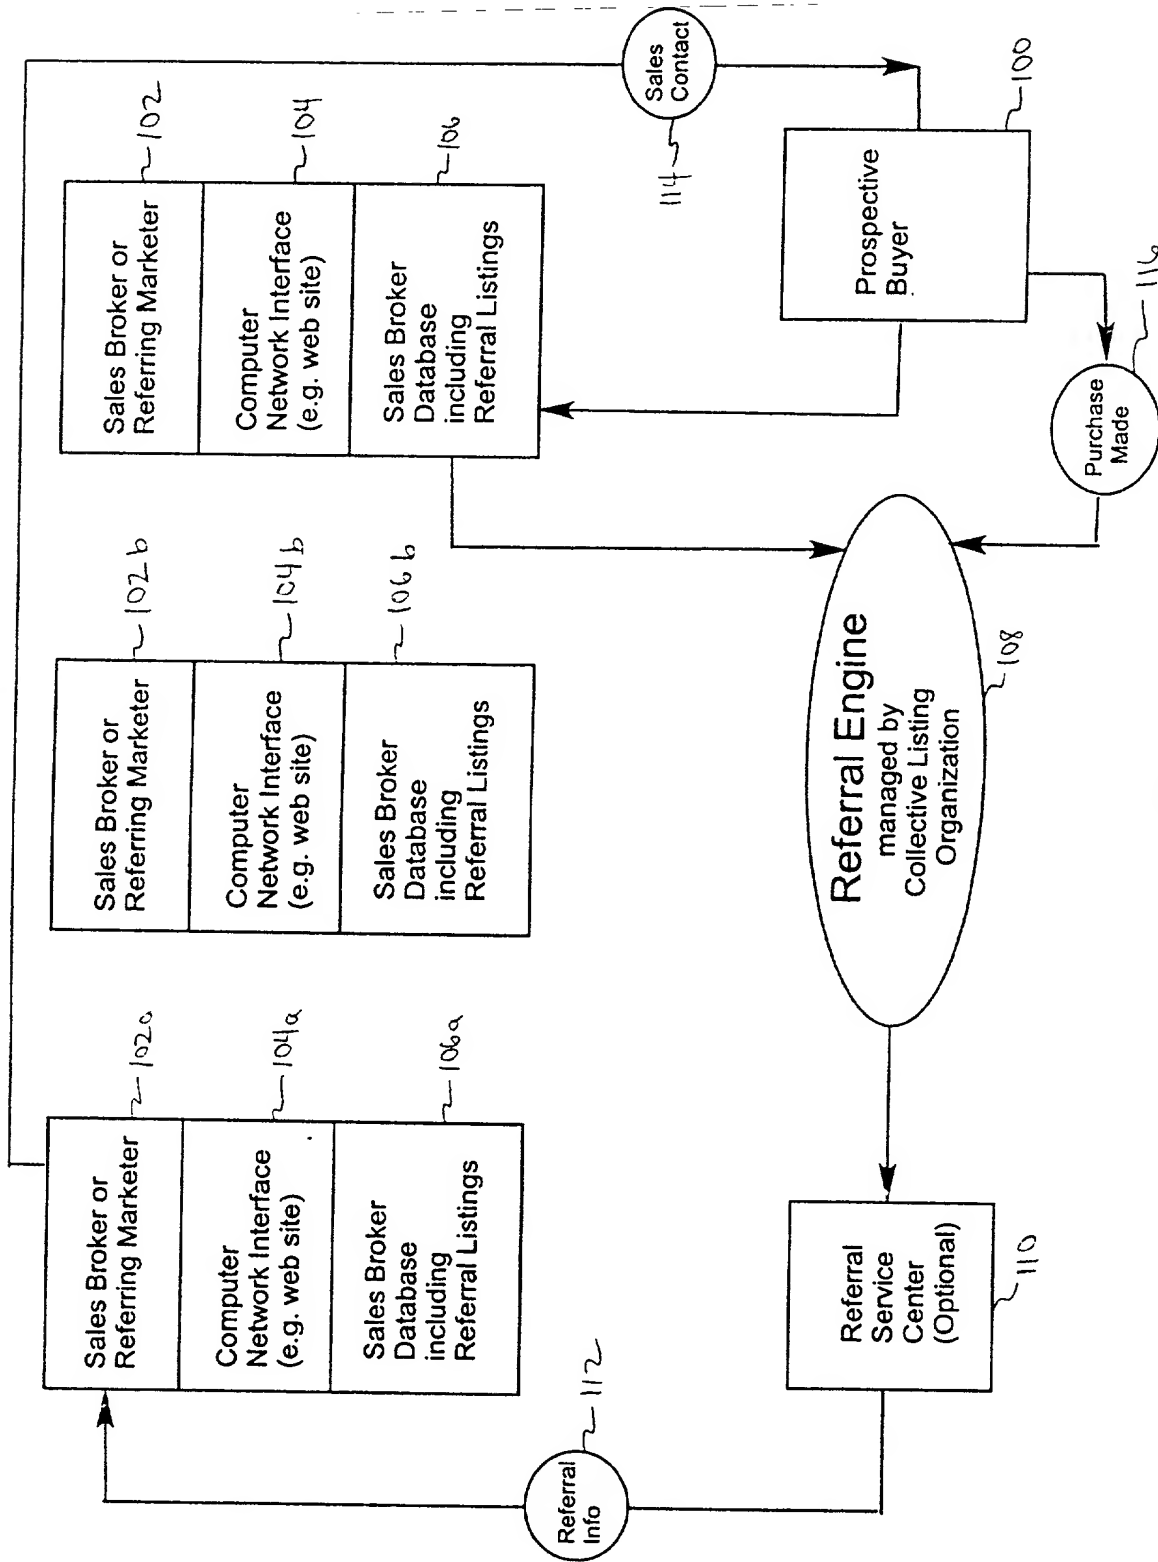 Sales Broker or
Referring Marketer
102a
Computer
Network Interface
(e.g. web site)
104a
Sales Broker
Database
including
Referral Listings
106a
Sales Broker or
Referring Marketer
102b
Computer
Network Interface
(e.g. web site)
104b
Sales Broker
Database
including
Referral Listings
106b
Sales Broker or
Referring Marketer
102
Computer
Network Interface
(e.g. web site)
104
Sales Broker
Database
including
Referral Listings
106
Referral
Info
112
Sales
Contact
114
Referral
Service
Center
(Optional)
110
Referral Engine
managed by
Collective Listing
Organization
108
Prospective
Buyer
100
Purchase
Made
116